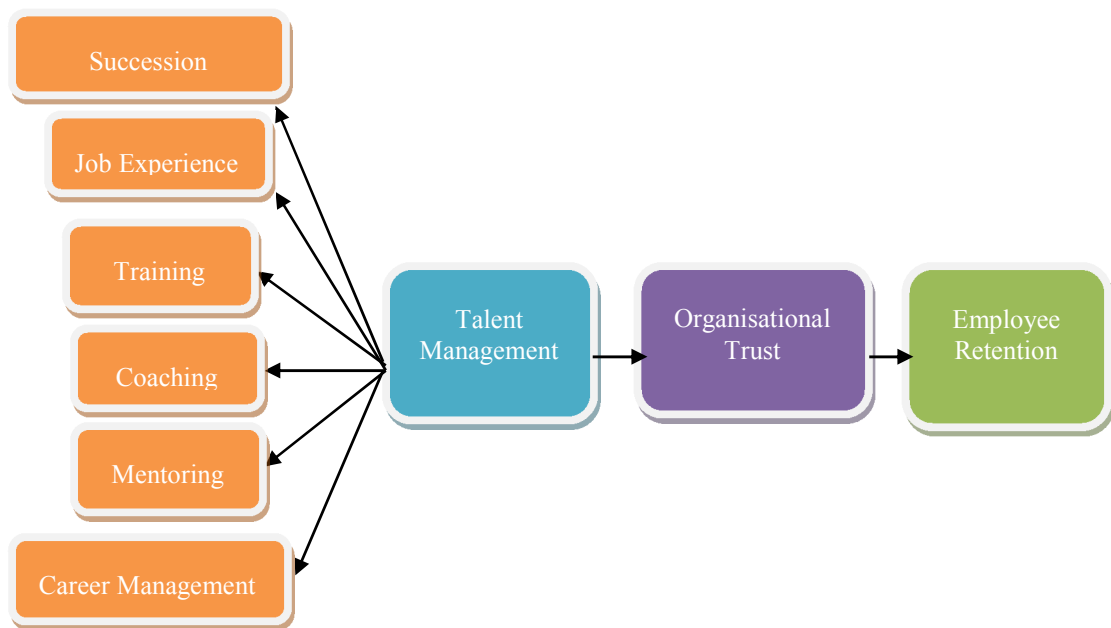 Succession
Job Experience
Training
Coaching
Mentoring
Career Management
Talent
Management
Organisational
Trust
Employee
Retention